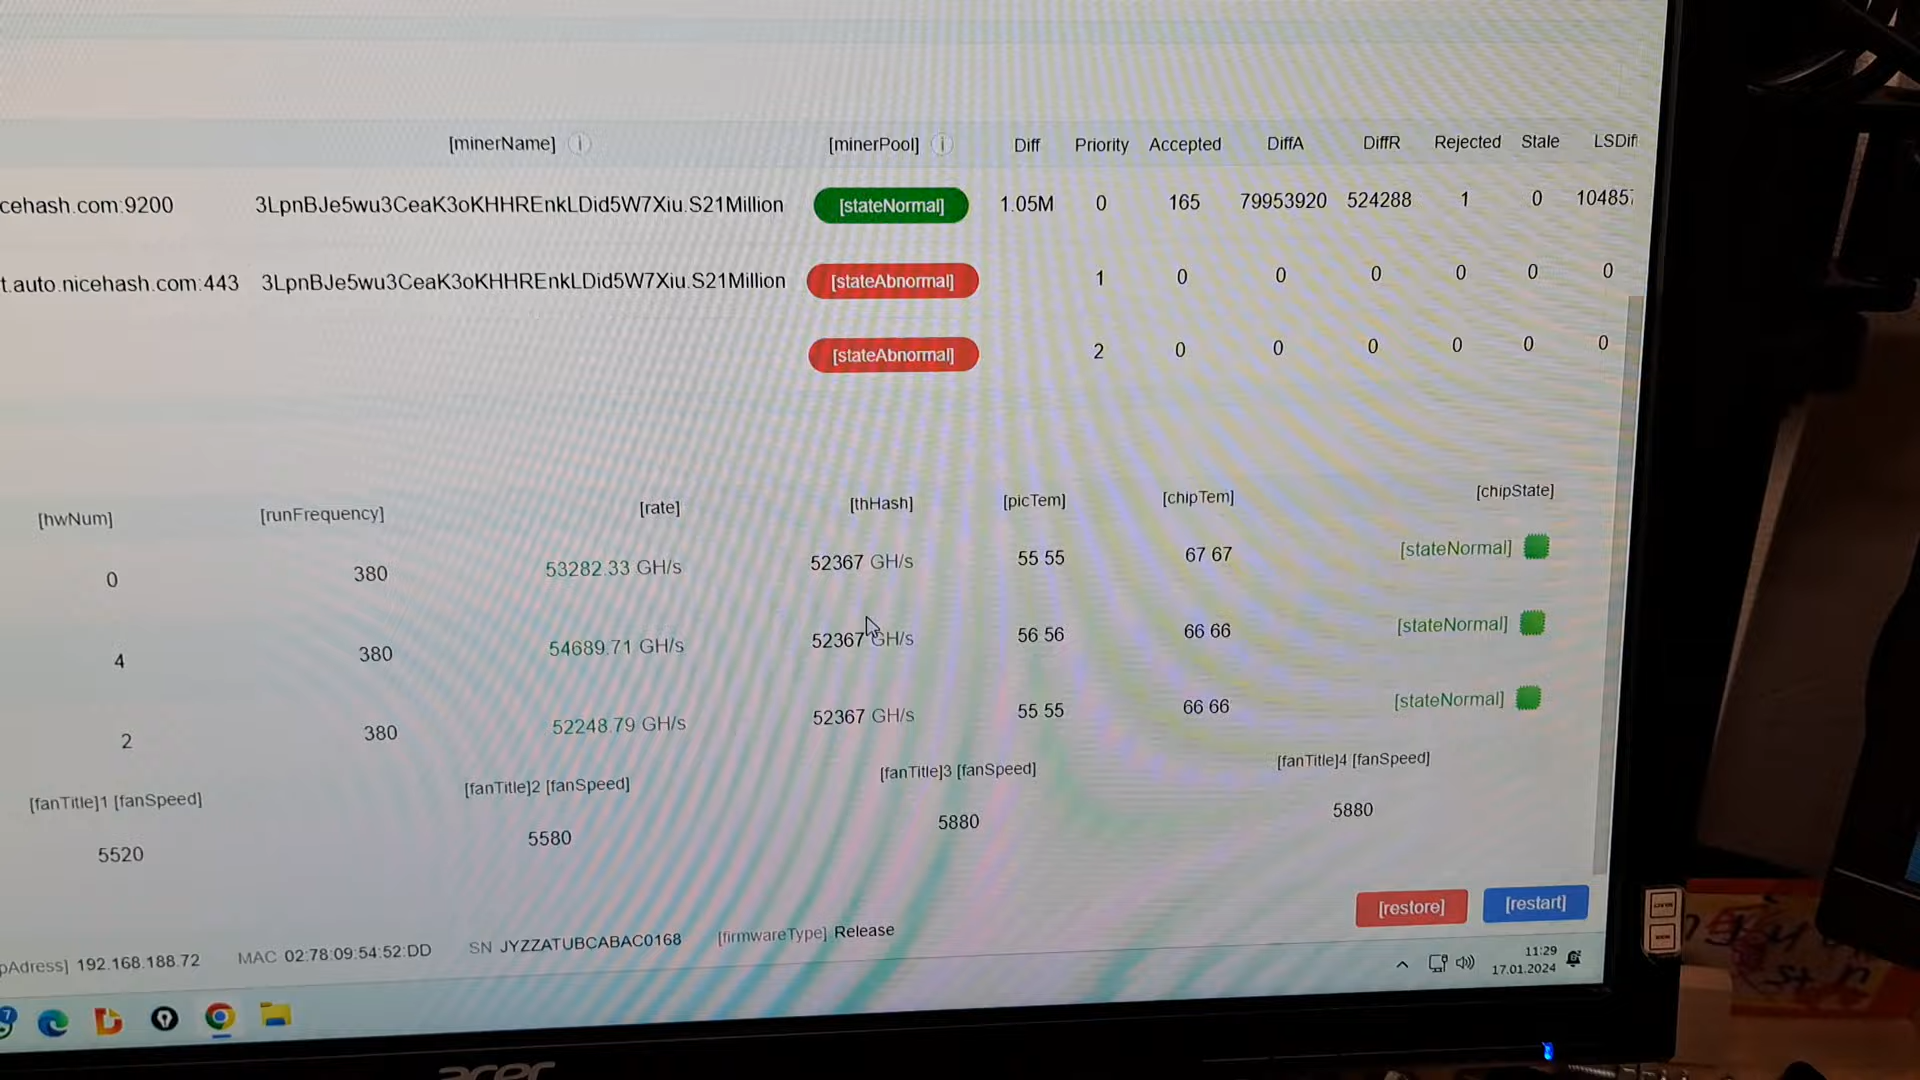 [minerName] i [minerPool] i Diff Priority Accepted DiffA DiffR Rejected Stale LSDiff
cehash.com:9200 3LpnBJe5wu3CeaK3oKHHREnkLDid5W7Xiu.S21Million [stateNormal] 1.05M 0 165 79953920 524288 1 0 10485
t.auto.nicehash.com:443 3LpnBJe5wu3CeaK3oKHHREnkLDid5W7Xiu.S21Million [stateAbnormal] 1 0 0 0 0 0 0
[stateAbnormal] 2 0 0 0 0 0 0
[hwNum] [runFrequency] [rate] [thHash] [picTem] [chipTem] [chipState]
0 380 53282.33 GH/s 52367 GH/s 55 55 67 67 [stateNormal]
4 380 54689.71 GH/s 52367 GH/s 56 56 66 66 [stateNormal]
2 380 52248.79 GH/s 52367 GH/s 55 55 66 66 [stateNormal]
[fanTitle]1 [fanSpeed] [fanTitle]2 [fanSpeed] [fanTitle]3 [fanSpeed] [fanTitle]4 [fanSpeed]
5520 5580 5880 5880
[restore] [restart]
pAdress] 192.168.188.72 MAC 02:78:09:54:52:DD SN JYZZATUBCABAC0168 [firmwareType] Release
11:29
17.01.2024
acer